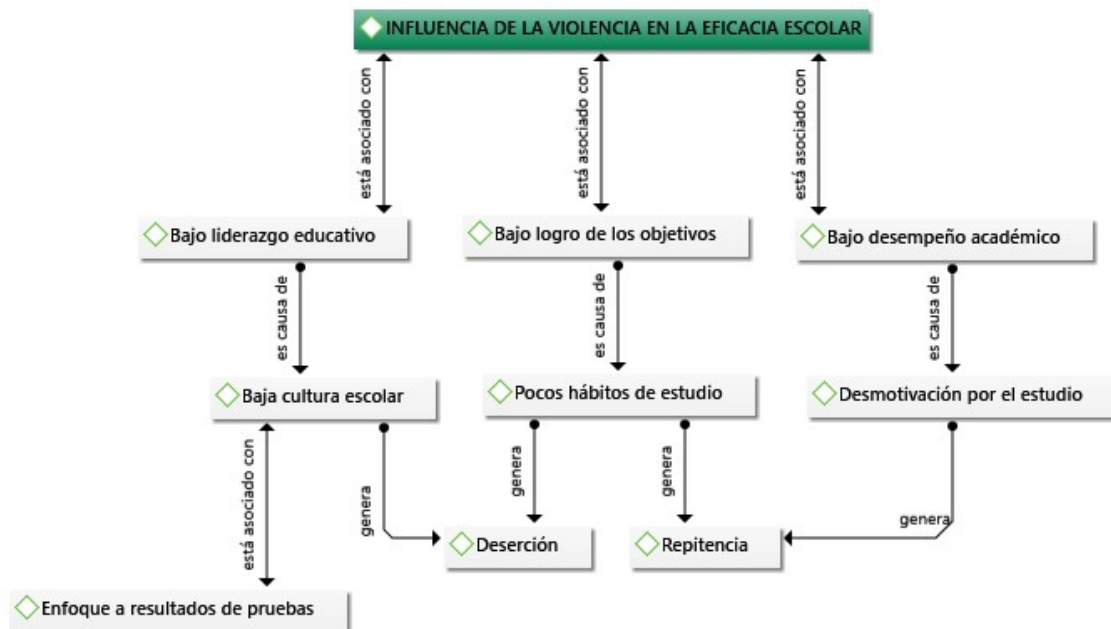 INFLUENCIA DE LA VIOLENCIA EN LA EFICACIA ESCOLAR
está asociado con
está asociado con
está asociado con
Bajo liderazgo educativo
Bajo logro de los objetivos
Bajo desempeño académico
es causa de
es causa de
es causa de
Baja cultura escolar
Pocos hábitos de estudio
Desmotivación por el estudio
está asociado con
genera
genera
genera
genera
Deserción
Repitencia
Enfoque a resultados de pruebas